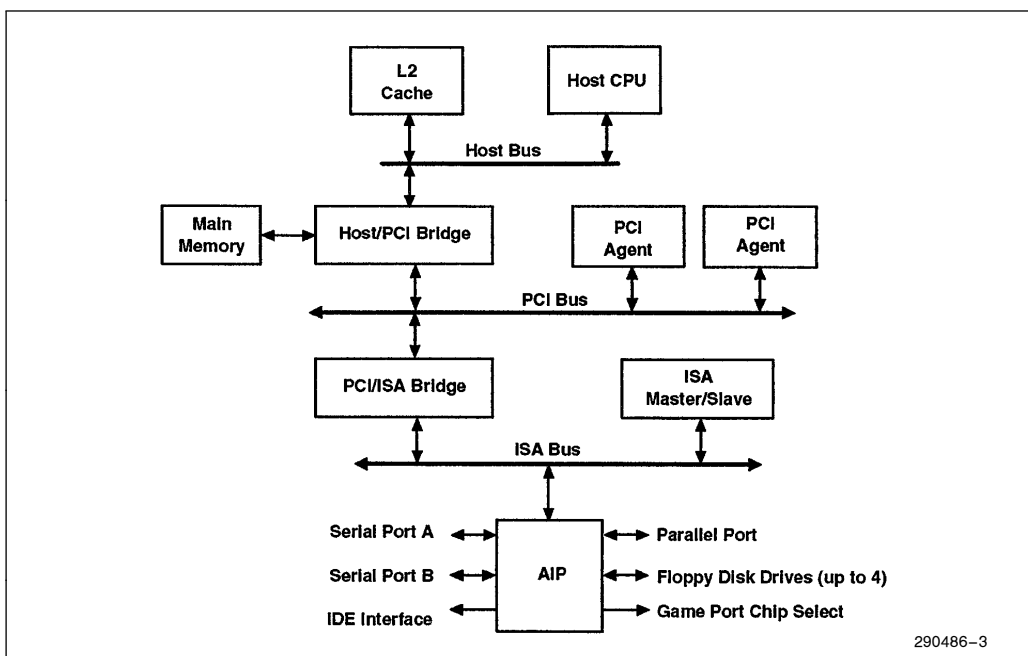 L2
Cache
Host CPU
Host Bus
Main
Memory
Host/PCI Bridge
PCI
Agent
PCI
Agent
PCI Bus
PCI/ISA Bridge
ISA
Master/Slave
ISA Bus
Serial Port A
Parallel Port
Serial Port B
AIP
Floppy Disk Drives (up to 4)
IDE Interface
Game Port Chip Select
290486–3